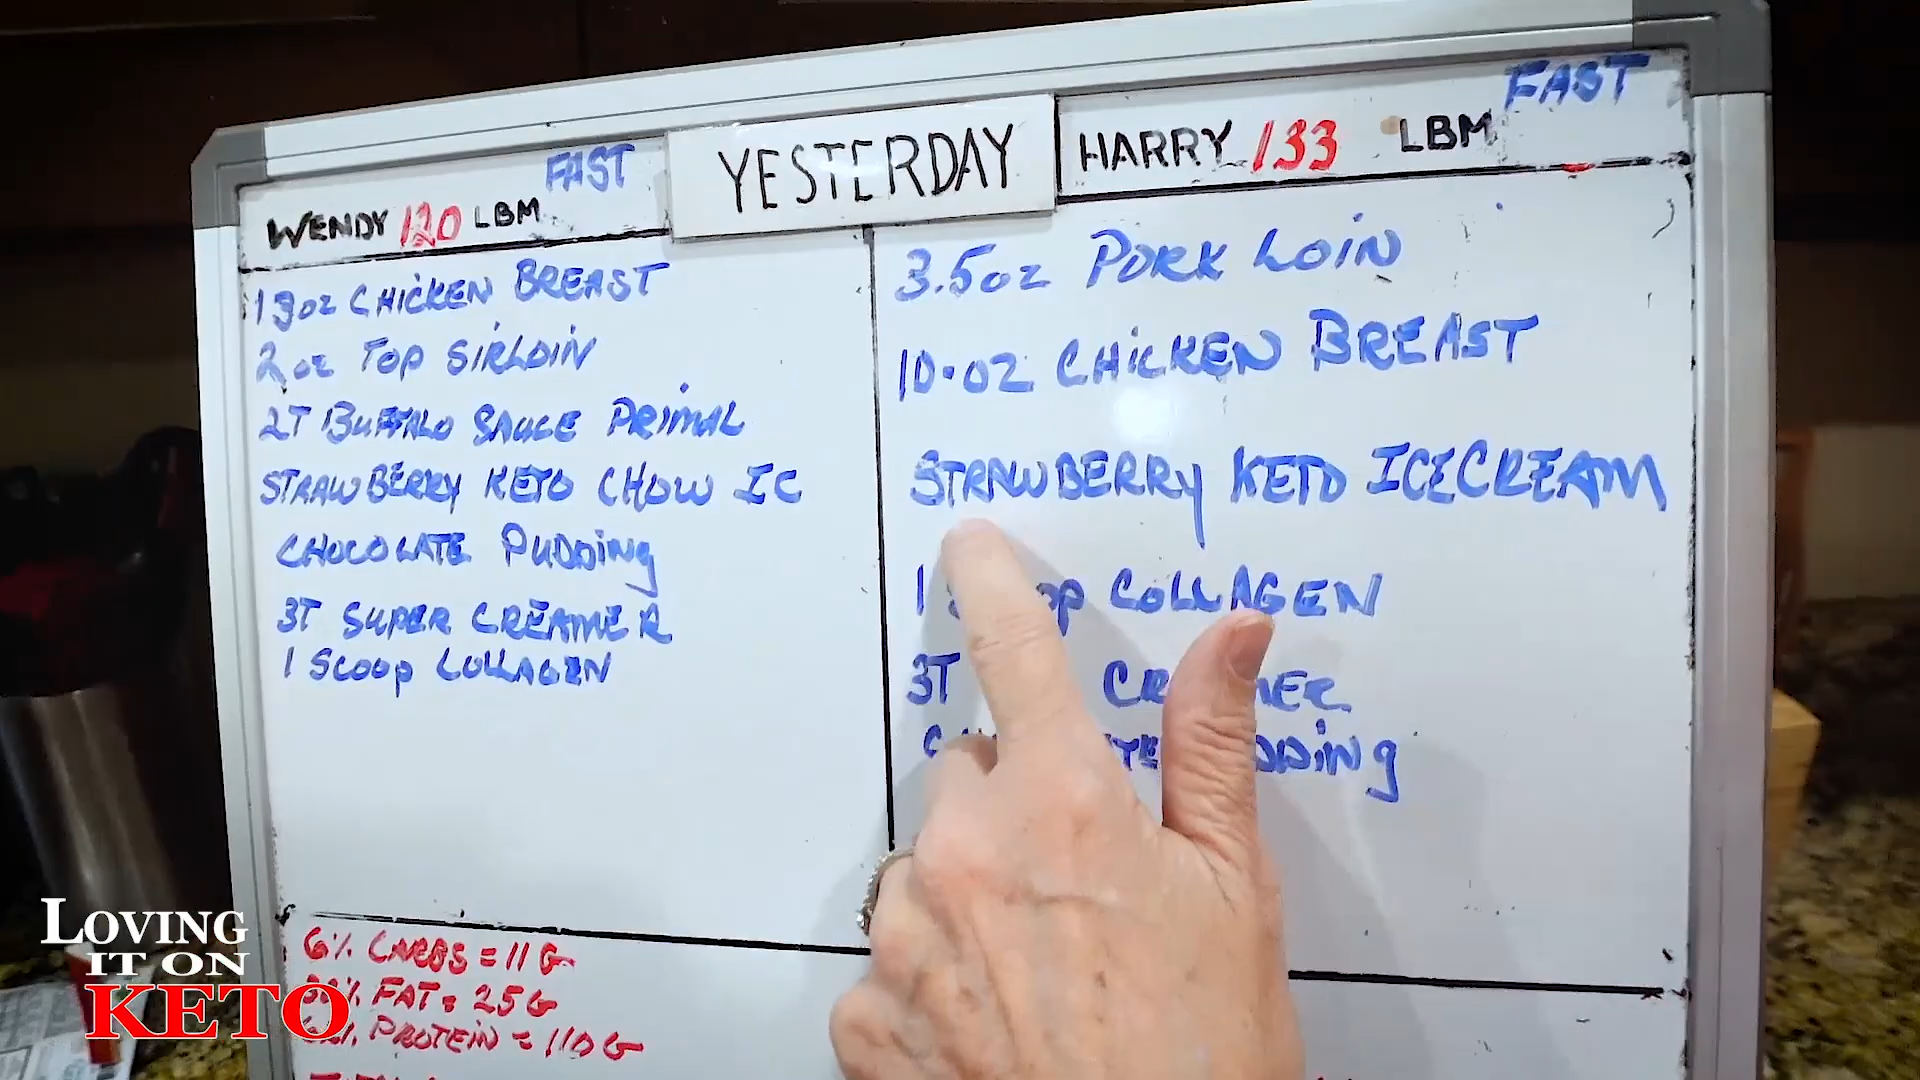 YESTERDAY
FAST
WENDY 120 LBM
13oz CHICKEN BREAST
2oz TOP SIRLOIN
2T BUFFALO SAUCE PRIMAL
STRAWBERRY KETO CHOW IC
CHOCOLATE PUDDING
3T SUPER CREAMER
1 SCOOP COLLAGEN
6% CARBS = 11G
FAT = 25G
PROTEIN = 110G
FAST
HARRY 133 LBM
3.5oz PORK LOIN
10.oz CHICKEN BREAST
STRAWBERRY KETO ICECREAM
1 COLLAGEN
3T
LOVING
IT ON
KETO